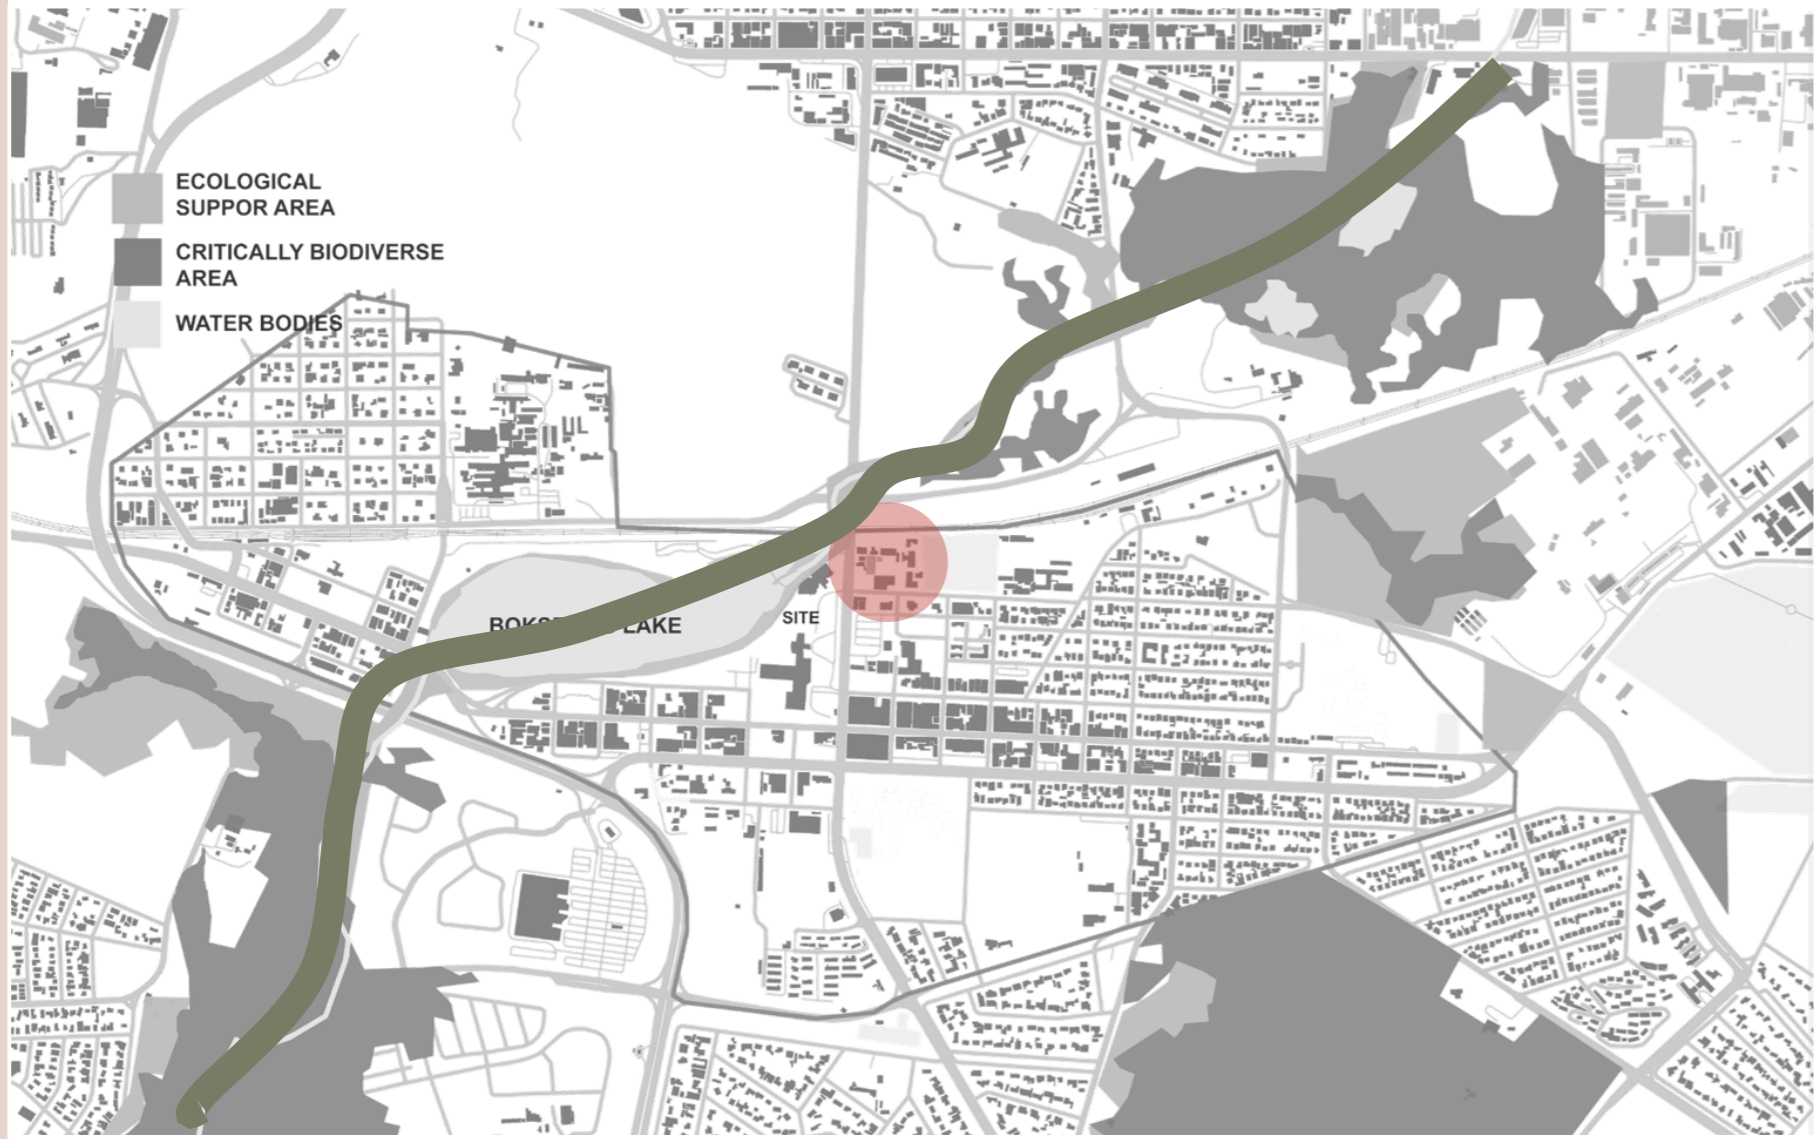 ECOLOGICAL
SUPPOR AREA
CRITICALLY BIODIVERSE
AREA
WATER BODIES
LAKE
SITE